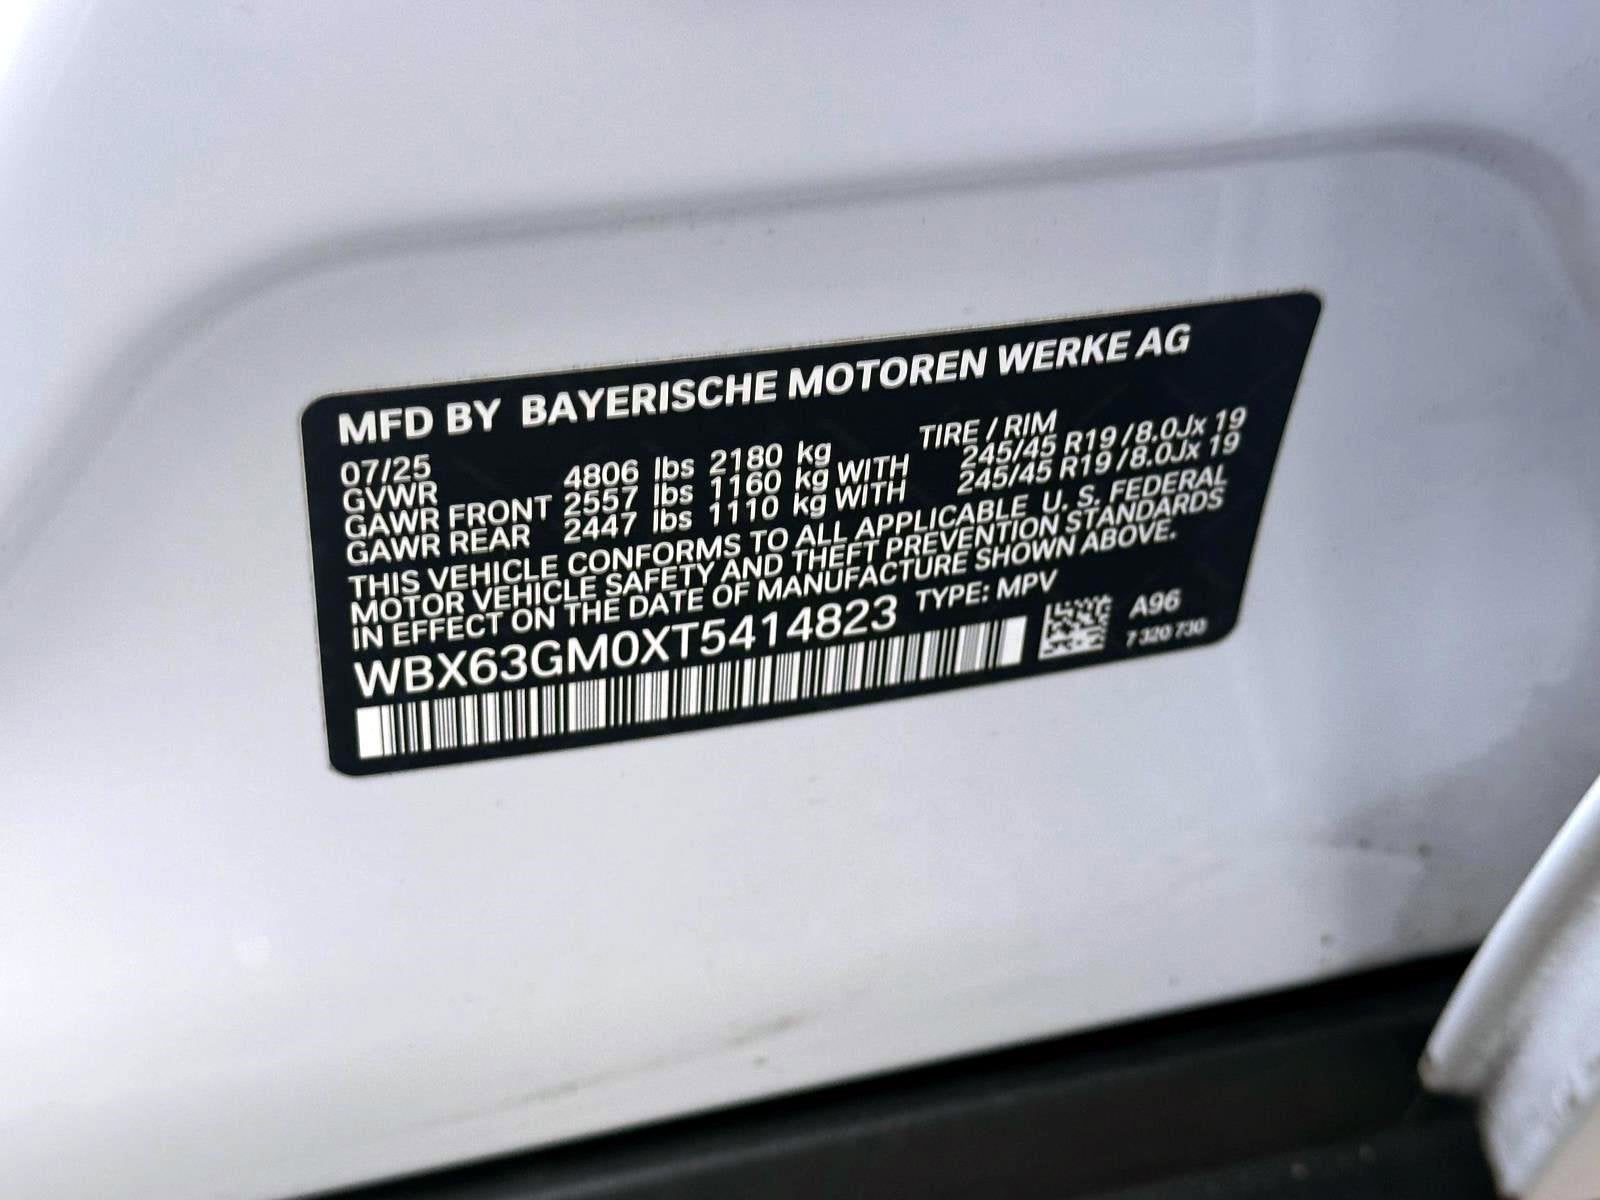 MFD BY BAYERISCHE MOTOREN WERKE AG
07/25 TIRE / RIM
GVWR 4806 lbs 2180 kg
GAWR FRONT 2557 lbs 1160 kg WITH 245/45 R19 / 8.0Jx 19
GAWR REAR 2447 lbs 1110 kg WITH 245/45 R19 / 8.0Jx 19
THIS VEHICLE CONFORMS TO ALL APPLICABLE U. S. FEDERAL
MOTOR VEHICLE SAFETY AND THEFT PREVENTION STANDARDS
IN EFFECT ON THE DATE OF MANUFACTURE SHOWN ABOVE.
WBX63GM0XT5414823 TYPE: MPV
A96
7 320 730